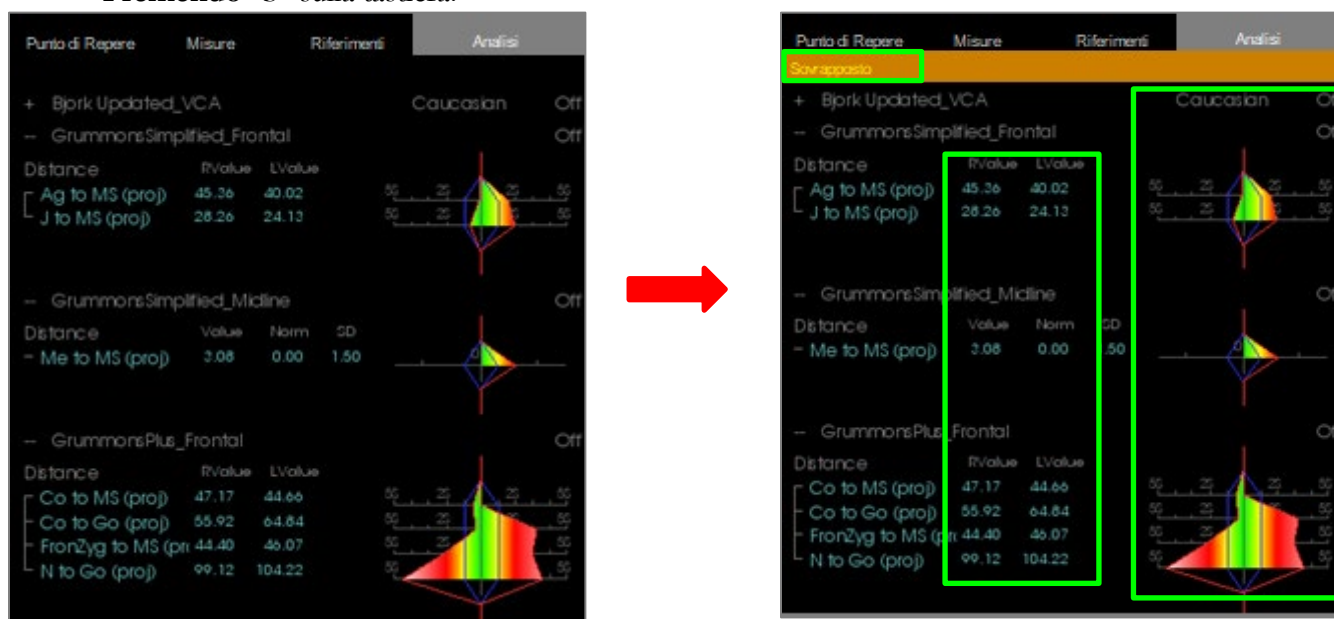 Punto di Repere Misure Riferimenti Analisi
+ Bjork Updated_VCA Caucasian Off
-- GrummonsSimplified_Frontal Off
Distance RValue LValue
Ag to MS (proj) 45.36 40.02
J to MS (proj) 28.26 24.13
-- GrummonsSimplified_Midline Off
Distance Value Norm SD
- Me to MS (proj) 3.08 0.00 1.50
-- GrummonsPlus_Frontal Off
Distance RValue LValue
Co to MS (proj) 47.17 44.66
Co to Go (proj) 55.92 64.84
FronZyg to MS (pr 44.40 46.07
N to Go (proj) 99.12 104.22
Punto di Repere Misure Riferimenti Analisi
Sovrapposto
+ Bjork Updated_VCA Caucasian
-- GrummonsSimplified_Frontal
Distance RValue LValue
Ag to MS (proj) 45.36 40.02
J to MS (proj) 28.26 24.13
-- GrummonsSimplified_Midline
Distance Value Norm SD
- Me to MS (proj) 3.08 0.00 .50
-- GrummonsPlus_Frontal
Distance RValue LValue
Co to MS (proj) 47.17 44.66
Co to Go (proj) 55.92 64.84
FronZyg to MS (pr 44.40 46.07
N to Go (proj) 99.12 104.22